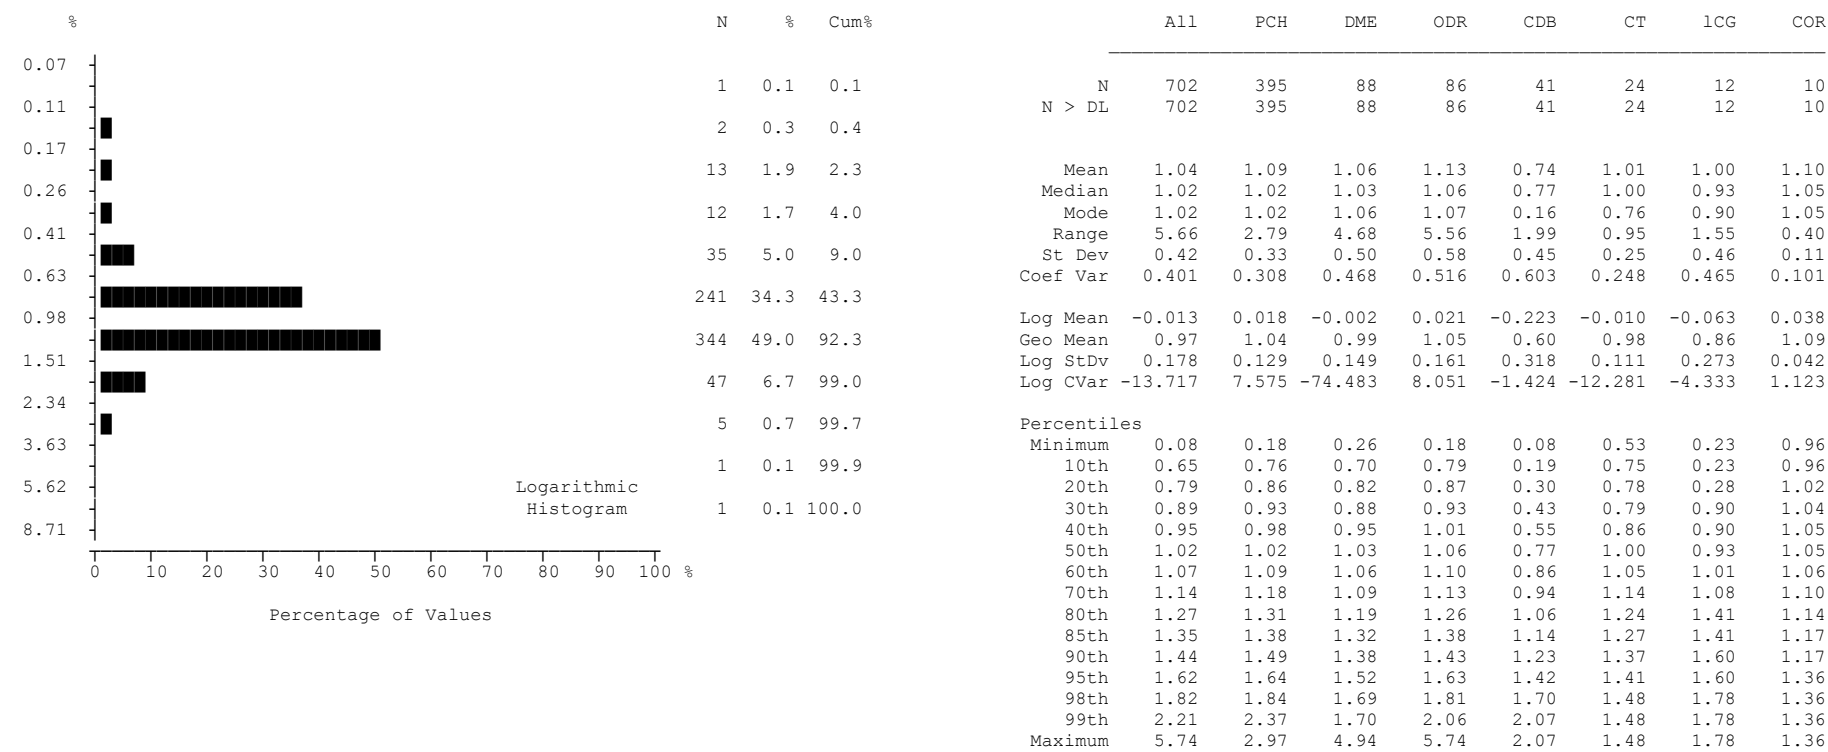 % N % Cum%
0.07
1 0.1 0.1
0.11
2 0.3 0.4
0.17
13 1.9 2.3
0.26
12 1.7 4.0
0.41
35 5.0 9.0
0.63
241 34.3 43.3
0.98
344 49.0 92.3
1.51
47 6.7 99.0
2.34
5 0.7 99.7
3.63
1 0.1 99.9
5.62 Logarithmic
Histogram 1 0.1 100.0
8.71
0 10 20 30 40 50 60 70 80 90 100 %
Percentage of Values
All PCH DME ODR CDB CT lCG COR
N 702 395 88 86 41 24 12 10
N > DL 702 395 88 86 41 24 12 10
Mean 1.04 1.09 1.06 1.13 0.74 1.01 1.00 1.10
Median 1.02 1.02 1.03 1.06 0.77 1.00 0.93 1.05
Mode 1.02 1.02 1.06 1.07 0.16 0.76 0.90 1.05
Range 5.66 2.79 4.68 5.56 1.99 0.95 1.55 0.40
St Dev 0.42 0.33 0.50 0.58 0.45 0.25 0.46 0.11
Coef Var 0.401 0.308 0.468 0.516 0.603 0.248 0.465 0.101
Log Mean -0.013 0.018 -0.002 0.021 -0.223 -0.010 -0.063 0.038
Geo Mean 0.97 1.04 0.99 1.05 0.60 0.98 0.86 1.09
Log StDv 0.178 0.129 0.149 0.161 0.318 0.111 0.273 0.042
Log CVar -13.717 7.575 -74.483 8.051 -1.424 -12.281 -4.333 1.123
Percentiles
Minimum 0.08 0.18 0.26 0.18 0.08 0.53 0.23 0.96
10th 0.65 0.76 0.70 0.79 0.19 0.75 0.23 0.96
20th 0.79 0.86 0.82 0.87 0.30 0.78 0.28 1.02
30th 0.89 0.93 0.88 0.93 0.43 0.79 0.90 1.04
40th 0.95 0.98 0.95 1.01 0.55 0.86 0.90 1.05
50th 1.02 1.02 1.03 1.06 0.77 1.00 0.93 1.05
60th 1.07 1.09 1.06 1.10 0.86 1.05 1.01 1.06
70th 1.14 1.18 1.09 1.13 0.94 1.14 1.08 1.10
80th 1.27 1.31 1.19 1.26 1.06 1.24 1.41 1.14
85th 1.35 1.38 1.32 1.38 1.14 1.27 1.41 1.17
90th 1.44 1.49 1.38 1.43 1.23 1.37 1.60 1.17
95th 1.62 1.64 1.52 1.63 1.42 1.41 1.60 1.36
98th 1.82 1.84 1.69 1.81 1.70 1.48 1.78 1.36
99th 2.21 2.37 1.70 2.06 2.07 1.48 1.78 1.36
Maximum 5.74 2.97 4.94 5.74 2.07 1.48 1.78 1.36